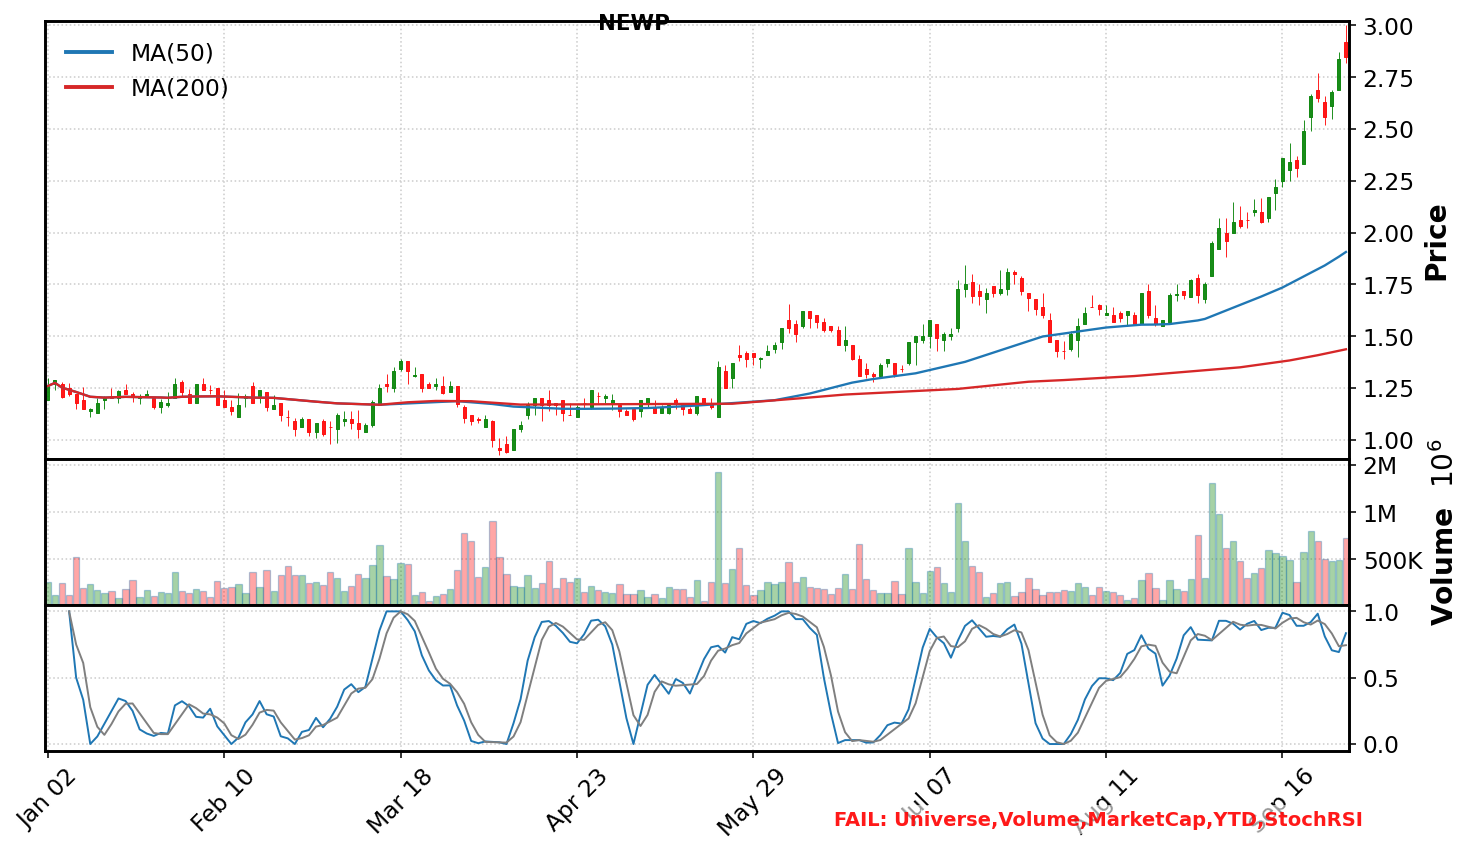 NEWP
MA(50)
MA(200)
3.00
2.75
2.50
2.25
2.00
1.75
1.50
1.25
1.00
Price
2M
1M
500K
Volume 10⁶
1.0
0.5
0.0
Jan 02
Feb 10
Mar 18
Apr 23
May 29
Jul 07
Aug 11
Sep 16
FAIL: Universe,Volume,MarketCap,YTD,StochRSI